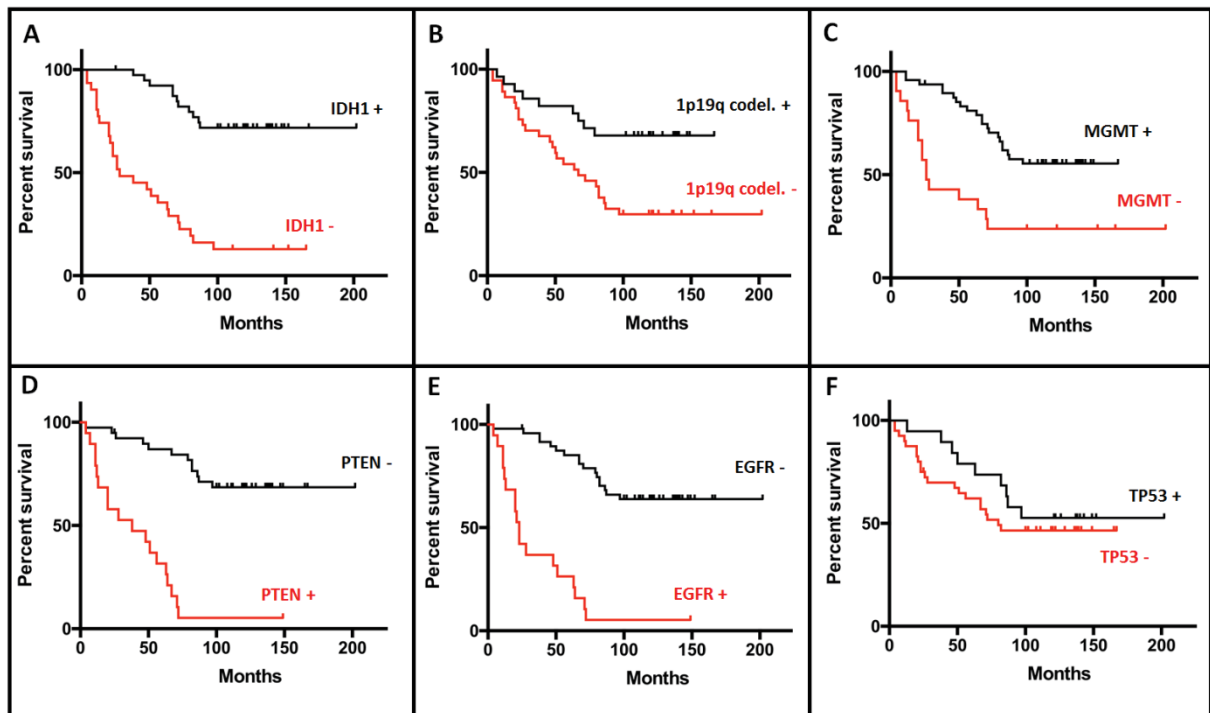 A
Percent survival
100
50
0
IDH1 +
IDH1 -
0 50 100 150 200
Months
B
Percent survival
100
50
0
1p19q codel. +
1p19q codel. -
0 50 100 150 200
Months
C
Percent survival
100
50
0
MGMT +
MGMT -
0 50 100 150 200
Months
D
Percent survival
100
50
0
PTEN -
PTEN +
0 50 100 150 200
Months
E
Percent survival
100
50
0
EGFR -
EGFR +
0 50 100 150 200
Months
F
Percent survival
100
50
0
TP53 +
TP53 -
0 50 100 150 200
Months